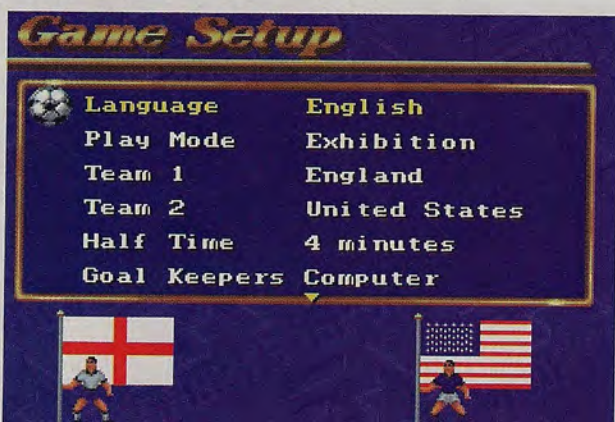 Game Setup
Language English
Play Mode Exhibition
Team 1 England
Team 2 United States
Half Time 4 minutes
Goal Keepers Computer